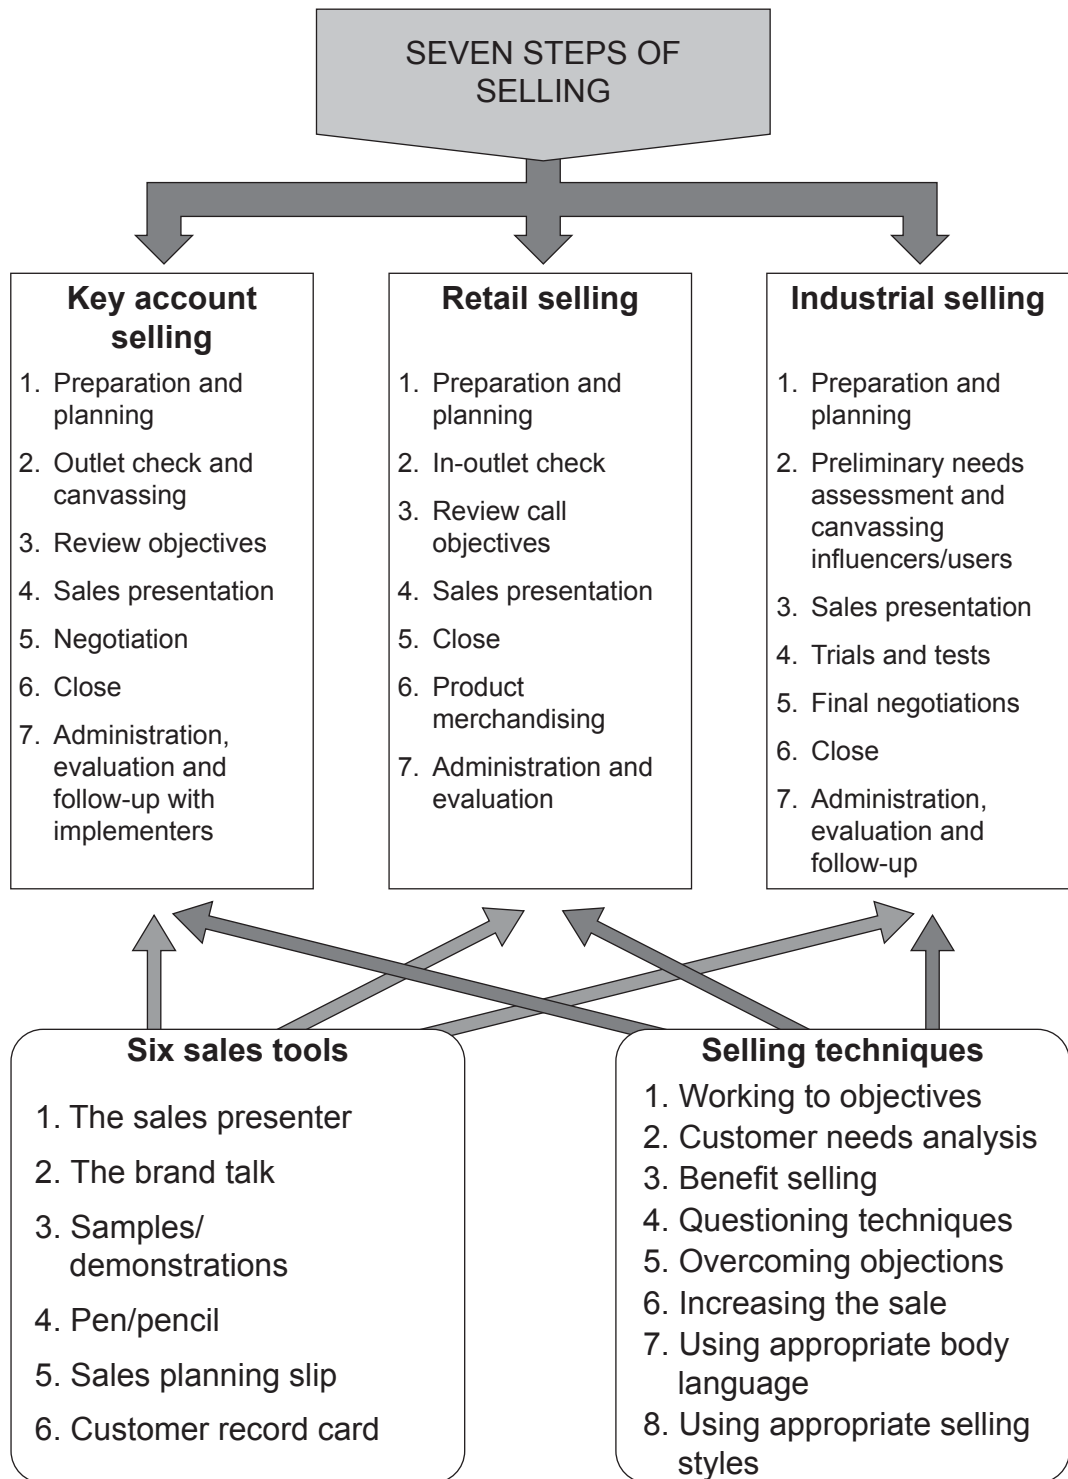 SEVEN STEPS OF
SELLING
Key account
selling
1. Preparation and
planning
2. Outlet check and
canvassing
3. Review objectives
4. Sales presentation
5. Negotiation
6. Close
7. Administration,
evaluation and
follow-up with
implementers
Retail selling
1. Preparation and
planning
2. In-outlet check
3. Review call
objectives
4. Sales presentation
5. Close
6. Product
merchandising
7. Administration and
evaluation
Industrial selling
1. Preparation and
planning
2. Preliminary needs
assessment and
canvassing
influencers/users
3. Sales presentation
4. Trials and tests
5. Final negotiations
6. Close
7. Administration,
evaluation and
follow-up
Six sales tools
1. The sales presenter
2. The brand talk
3. Samples/
demonstrations
4. Pen/pencil
5. Sales planning slip
6. Customer record card
Selling techniques
1. Working to objectives
2. Customer needs analysis
3. Benefit selling
4. Questioning techniques
5. Overcoming objections
6. Increasing the sale
7. Using appropriate body
language
8. Using appropriate selling
styles